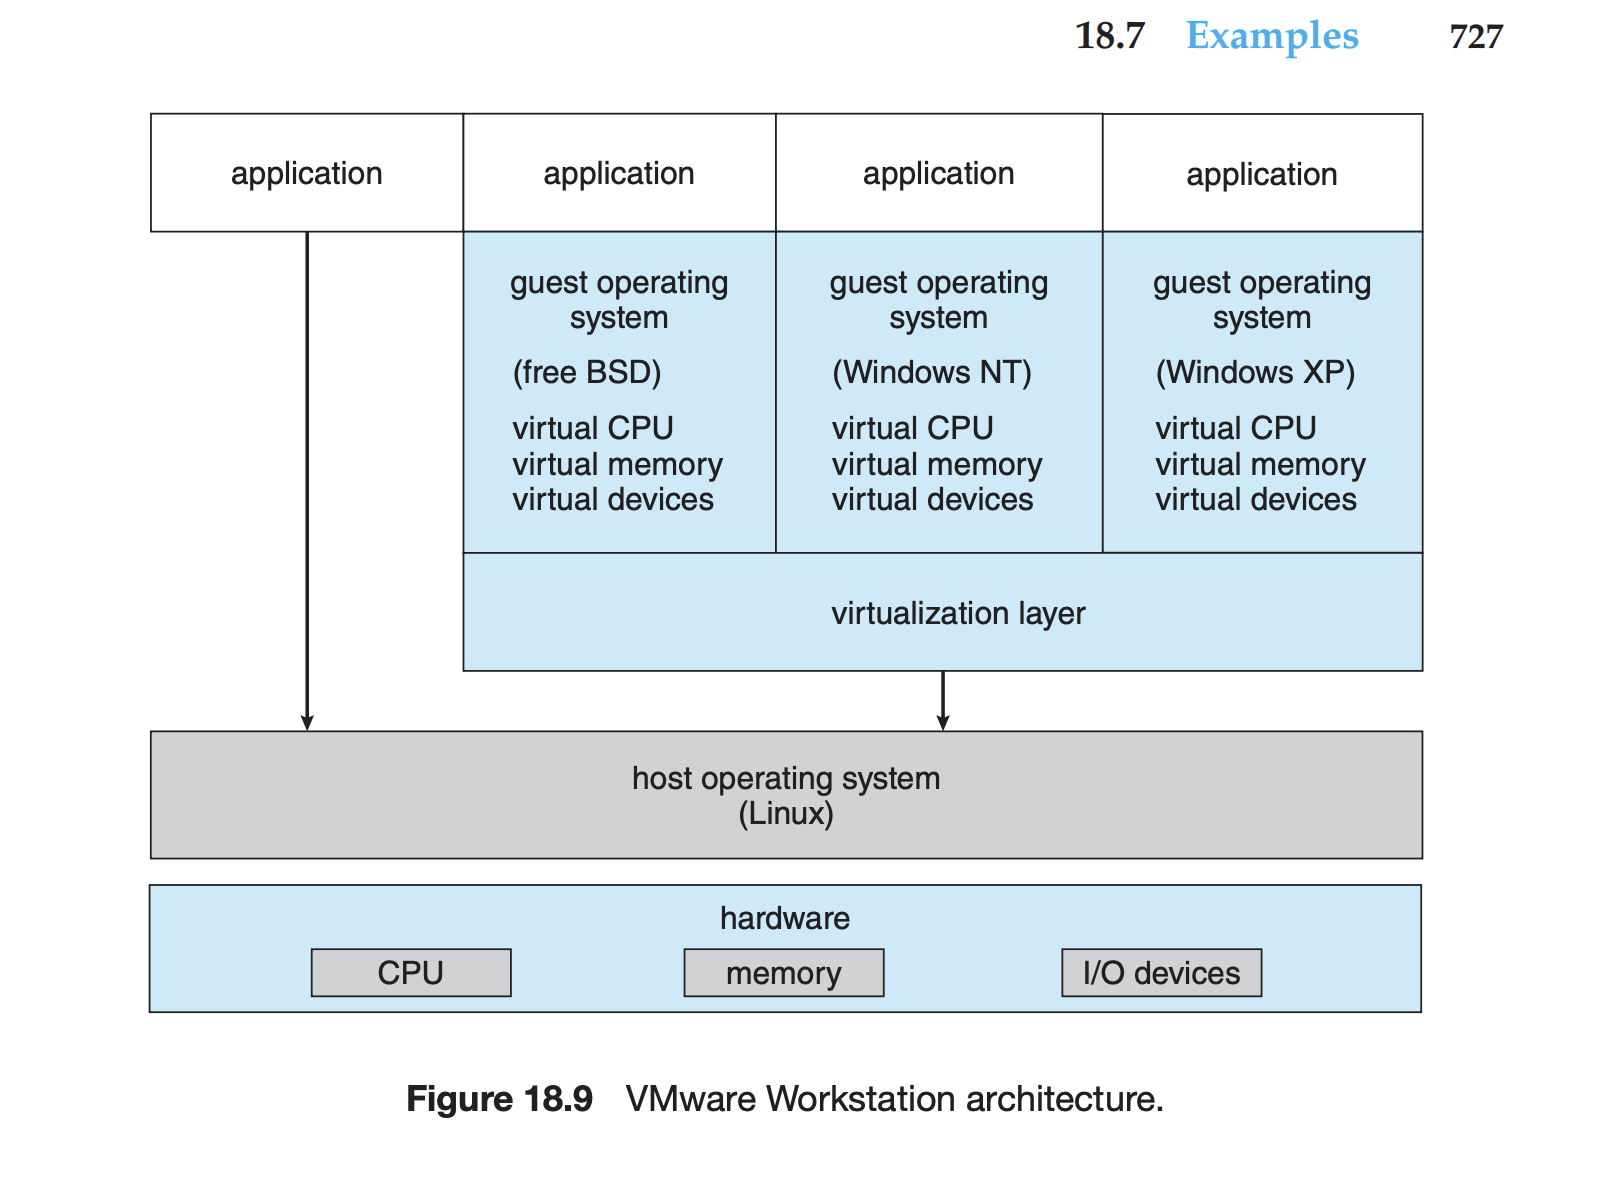 18.7 Examples 727
application
application
application
application
guest operating
system
(free BSD)
virtual CPU
virtual memory
virtual devices
guest operating
system
(Windows NT)
virtual CPU
virtual memory
virtual devices
guest operating
system
(Windows XP)
virtual CPU
virtual memory
virtual devices
virtualization layer
host operating system
(Linux)
hardware
CPU
memory
I/O devices
Figure 18.9 VMware Workstation architecture.